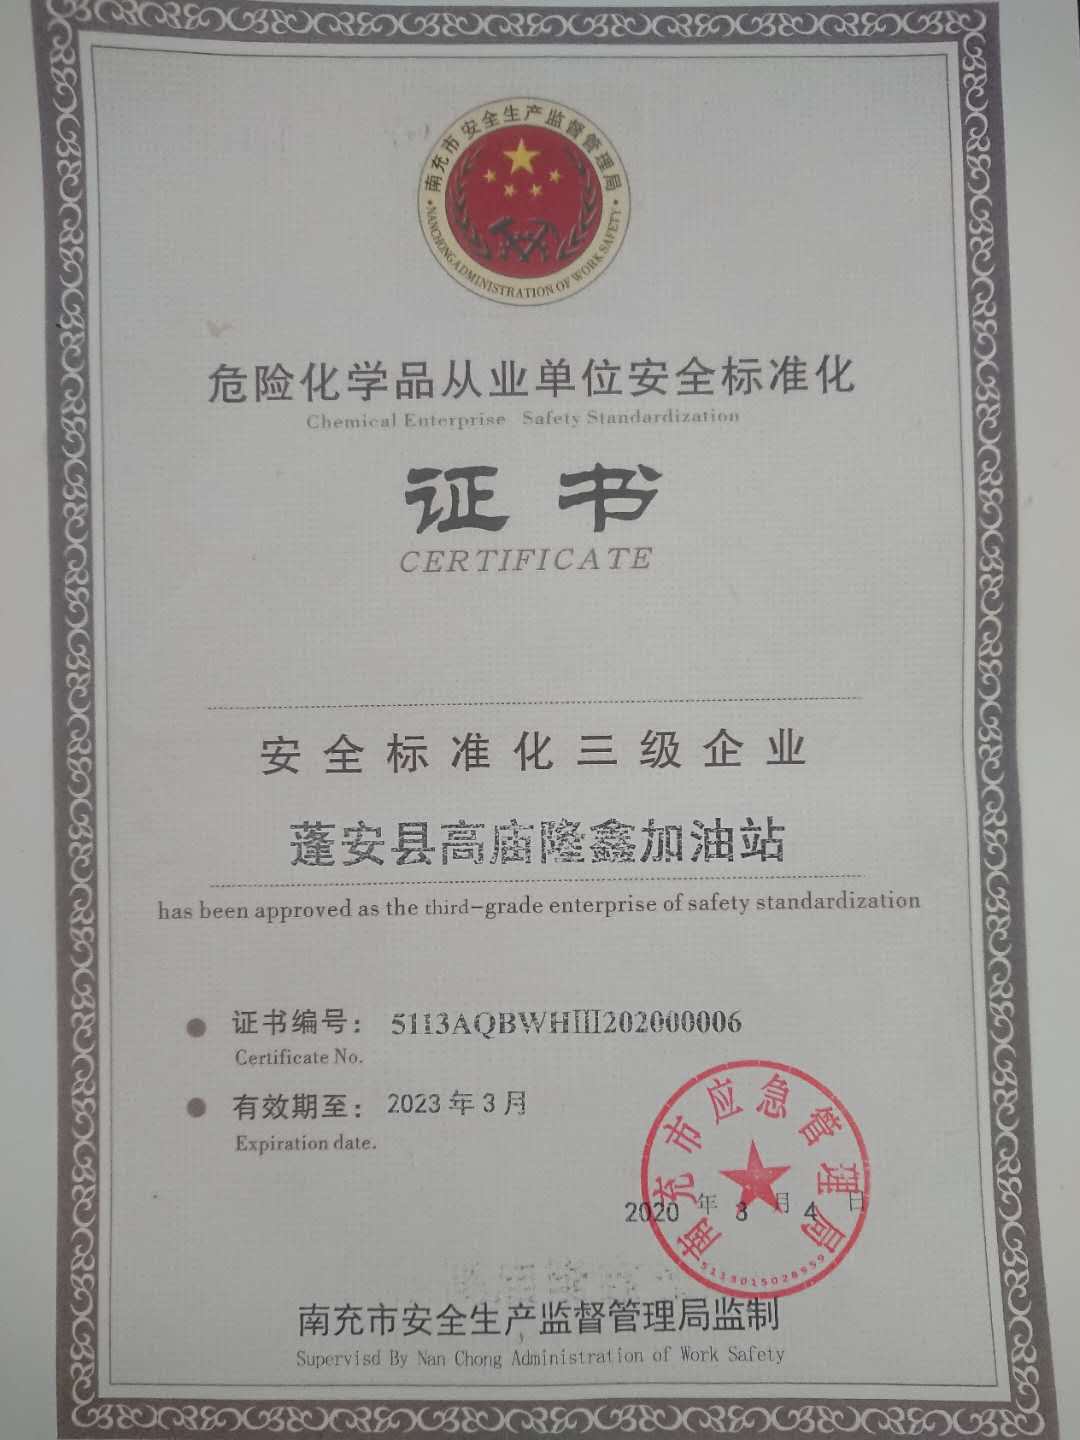 南充市安全生产监督管理局
NANCHONG ADMINISTRATION OF WORK SAFETY
危险化学品从业单位安全标准化
Chemical Enterprise Safety Standardization
证书
CERTIFICATE
安全标准化三级企业
蓬安县高庙隆鑫加油站
has been approved as the third-grade enterprise of safety standardization
证书编号： 5113AQBWHⅢ202000006
Certificate No.
有效期至： 2023年3月
Expiration date.
南充市应急管理局
2020年3月4日
5113015028959
南充市安全生产监督管理局监制
Supervisd By Nan Chong Administration of Work Safety